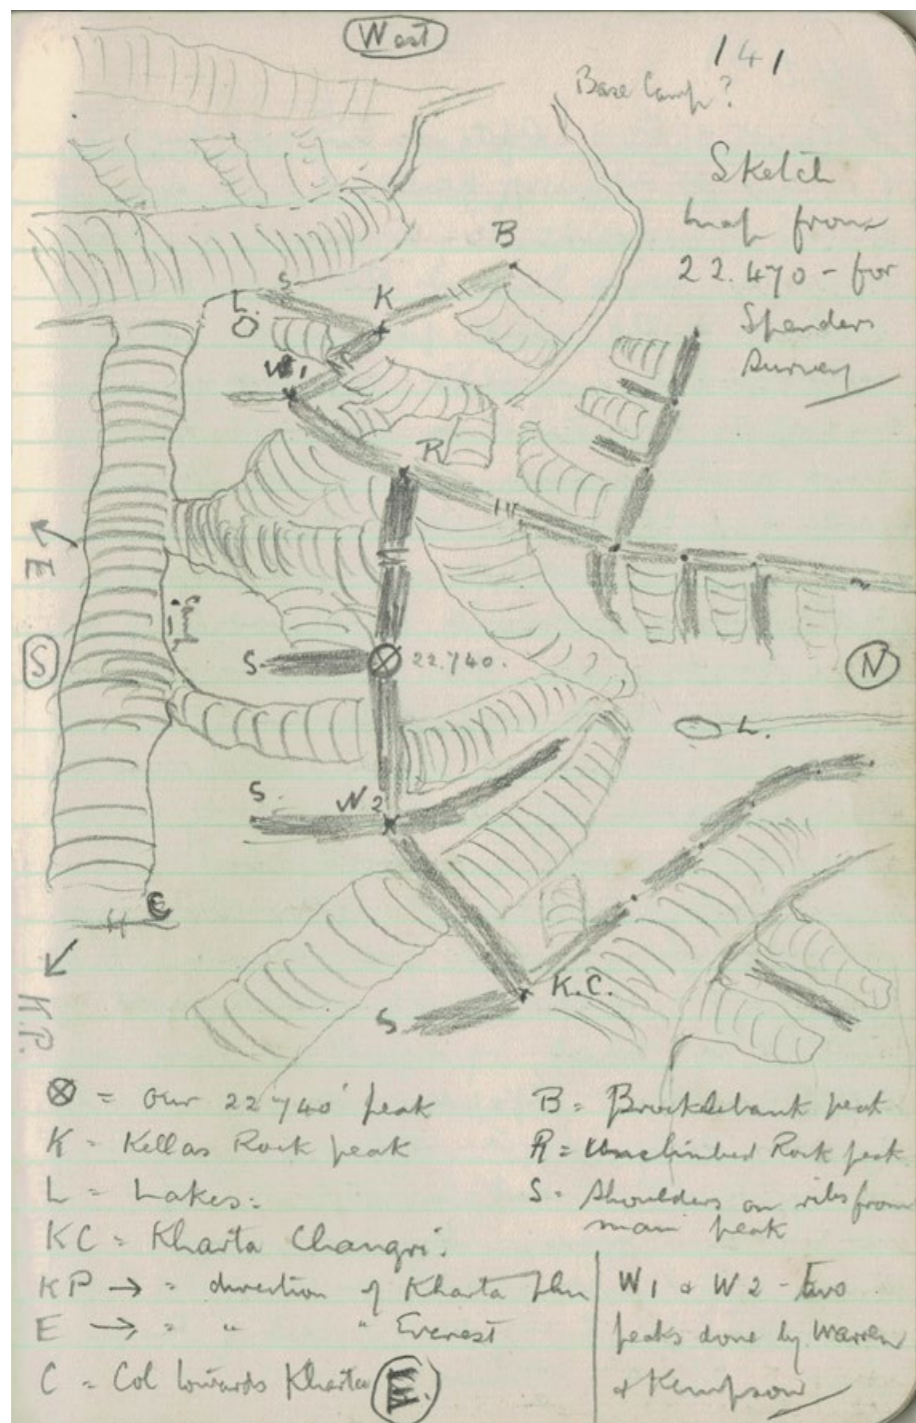 West
141
Base Camp?
Sketch
map from
22.470 - for
Spenders
Survey
B
S
K
L.
W1
R
E
S
S
22.740.
N
L.
S.
W2
C
K.C.
S
K.P.
⊗ = Our 22740' peak
K - Kellas Rock peak
L = Lakes:
KC = Kharta Changri.
KP → = direction of Kharta Phu
E → = " " Everest
C = Col towards Kharta
B = Brocklebank peak
R = Unclimbed Rock peak
S = Shoulders on ribs from
main peak
W1 & W2 - two
peaks done by Warren
& Kempson